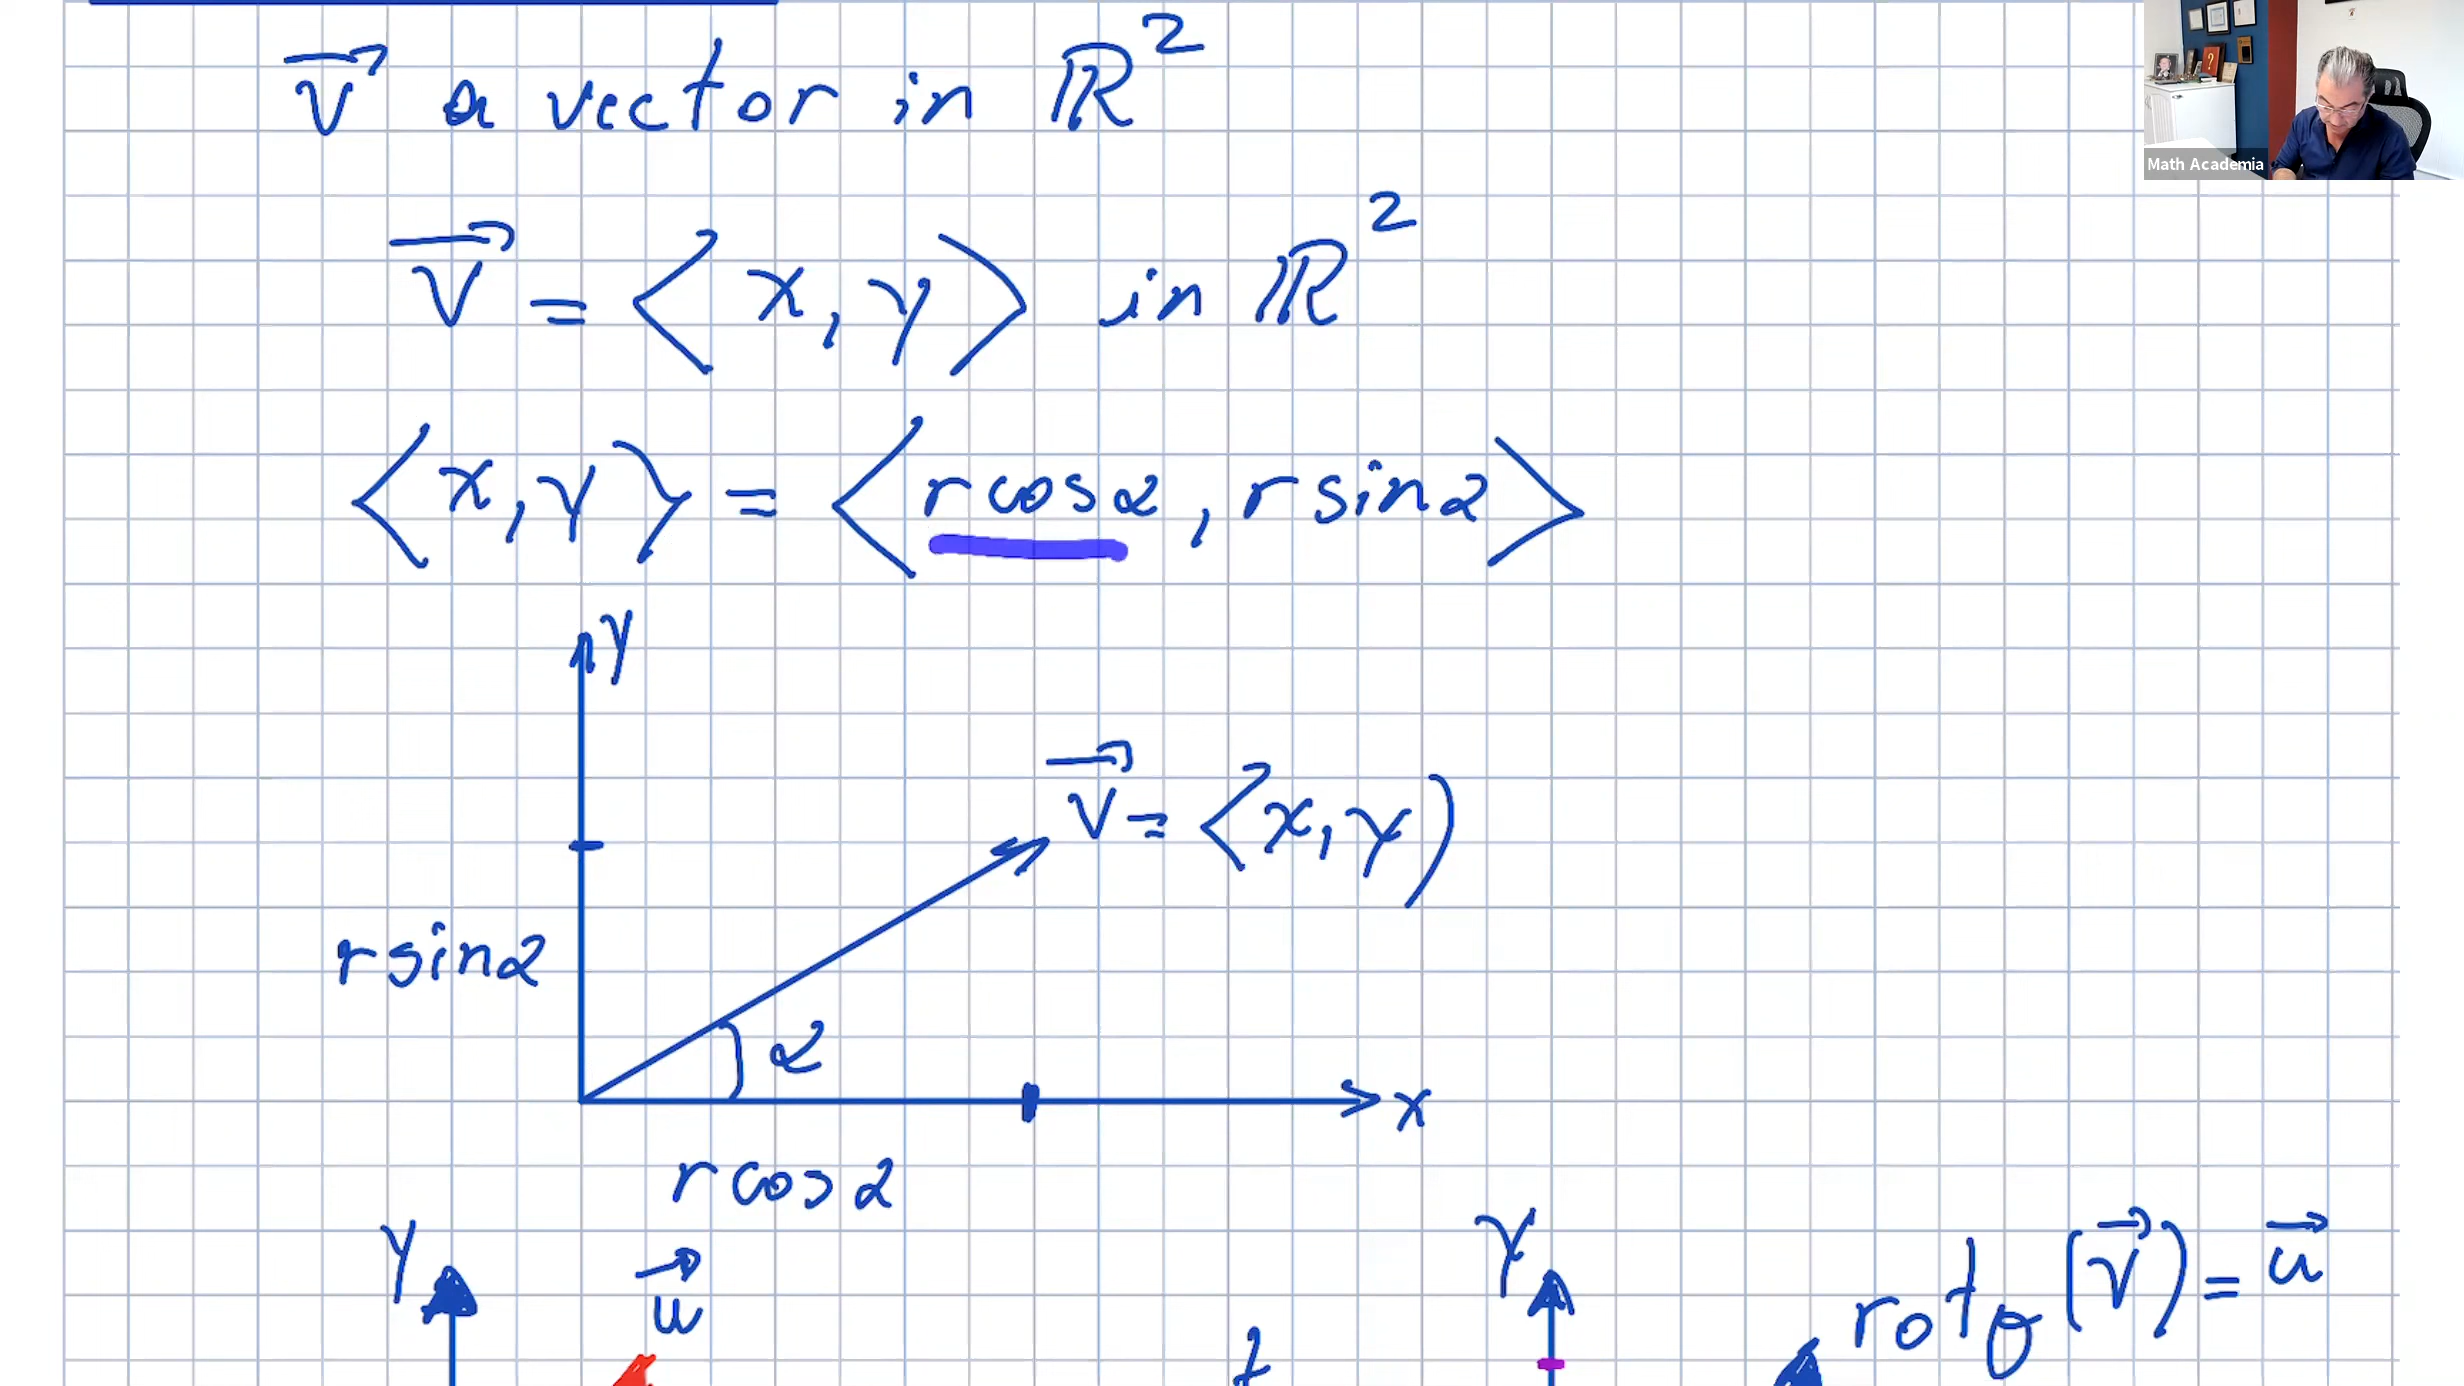 v⃗ a vector in ℝ²
Math Academia
v⃗ = ⟨x, y⟩ in ℝ²
⟨x, y⟩ = ⟨r cos α, r sin α⟩
y
v⃗ = ⟨x, y)
r sin α
α
x
r cos α
y
u⃗
y
rot_θ (v⃗) = u⃗